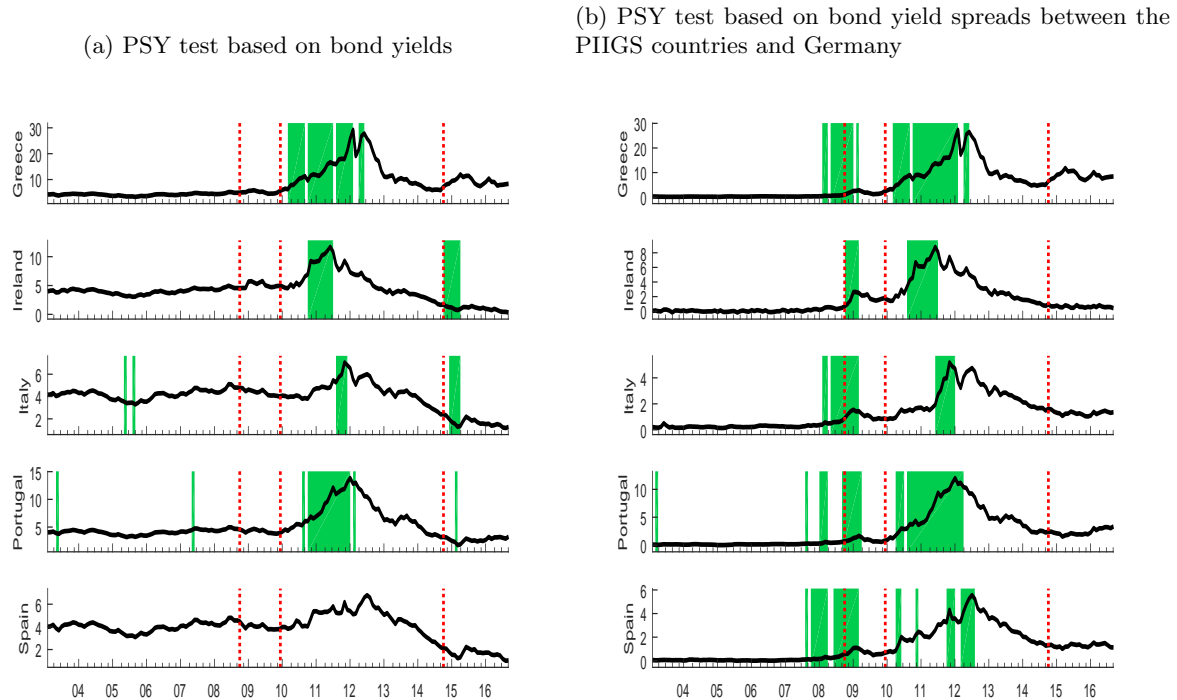 (a) PSY test based on bond yields
(b) PSY test based on bond yield spreads between the
PIIGS countries and Germany
Greece
30
20
10
Ireland
10
5
0
Italy
6
4
2
Portugal
15
10
5
Spain
6
4
2
04 05 06 07 08 09 10 11 12 13 14 15 16
Greece
30
20
10
0
Ireland
8
6
4
2
0
Italy
4
2
0
Portugal
10
5
0
Spain
6
4
2
0
04 05 06 07 08 09 10 11 12 13 14 15 16